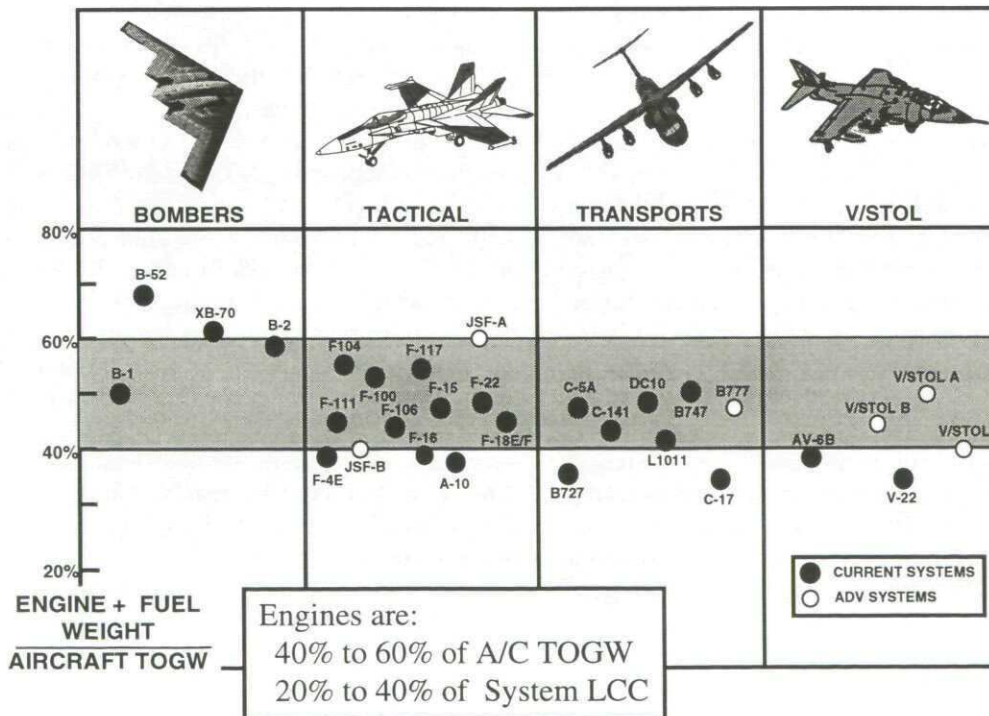 BOMBERS
TACTICAL
TRANSPORTS
V/STOL
80%
B-52
XB-70
B-2
JSF-A
60%
F104
F-117
B-1
F-100
F-15
F-22
C-5A
DC10
B777
V/STOL A
F-111
F-106
C-141
B747
V/STOL B
F-16
F-18E/F
AV-8B
V/STOL
40%
JSF-B
L1011
F-4E
A-10
B727
C-17
V-22
20%
CURRENT SYSTEMS
ADV SYSTEMS
ENGINE + FUEL
WEIGHT
AIRCRAFT TOGW
Engines are:
40% to 60% of A/C TOGW
20% to 40% of System LCC